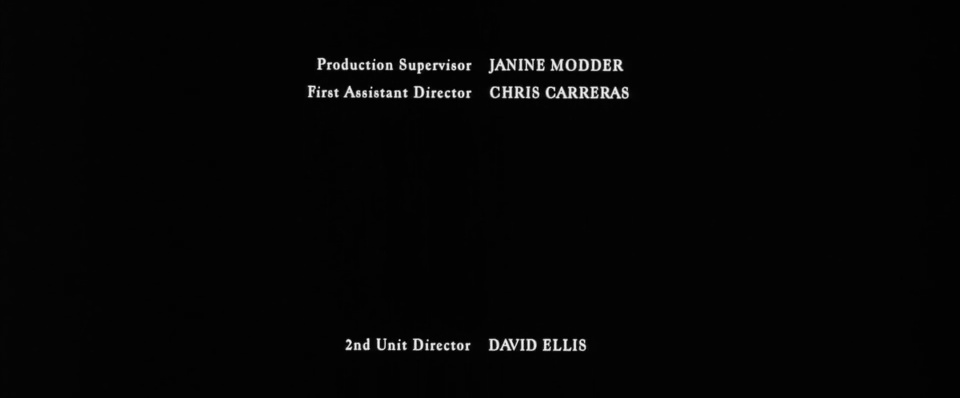 Production Supervisor JANINE MODDER
First Assistant Director CHRIS CARRERAS
2nd Unit Director DAVID ELLIS